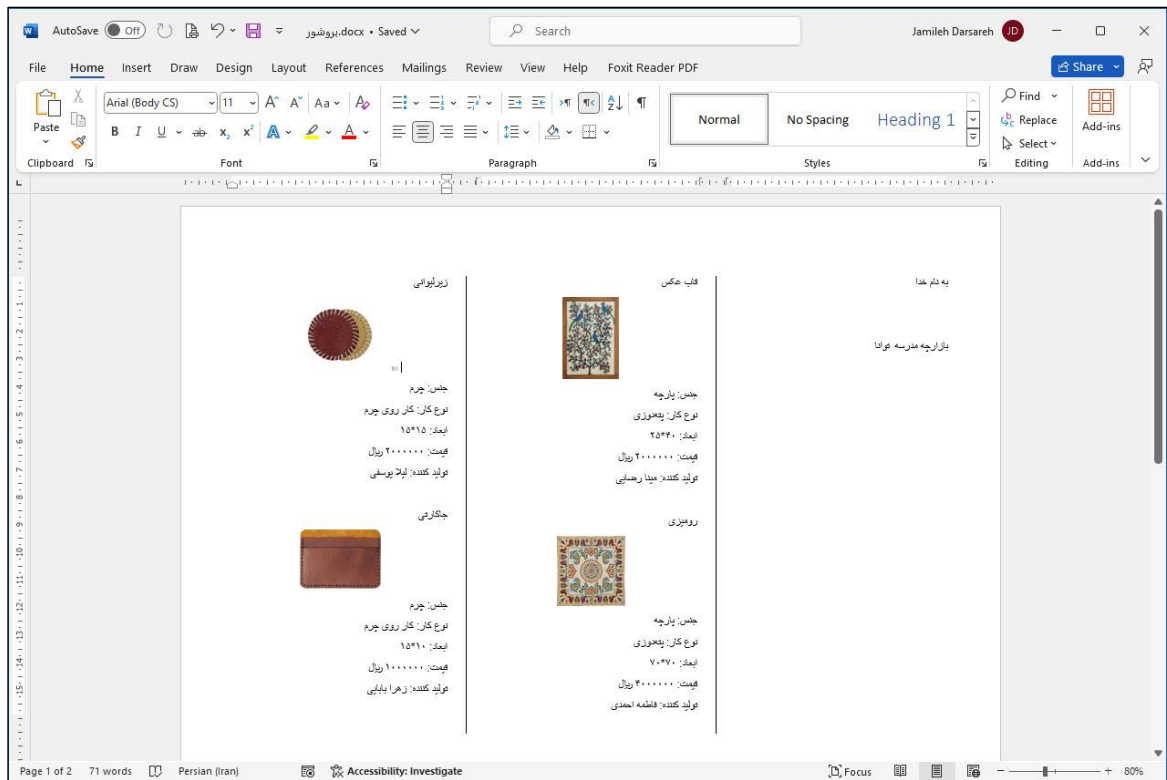 AutoSave Off بروشور.docx • Saved Search Jamileh Darsareh JD
File Home Insert Draw Design Layout References Mailings Review View Help Foxit Reader PDF Share
Paste
Clipboard
Arial (Body CS) 11
Font
Paragraph
Normal No Spacing Heading 1
Styles
Find
Replace
Select
Editing
Add-ins
Add-ins
به نام خدا
بازارچه مدرسه توانا
قاب عکس
جنس: پارچه
نوع کار: پته‌دوزی
ابعاد: ۴۰*۲۵
قیمت: ۲۰۰۰۰۰۰ ریال
تولید کننده: مینا رضایی
رومیزی
جنس: پارچه
نوع کار: پته‌دوزی
ابعاد: ۷۰*۷۰
قیمت: ۴۰۰۰۰۰۰ ریال
تولید کننده: فاطمه احمدی
زیرلیوانی
جنس: چرم
نوع کار: کار روی چرم
ابعاد: ۱۵*۱۵
قیمت: ۲۰۰۰۰۰۰ ریال
تولید کننده: لیلا یوسفی
جاکارتی
جنس: چرم
نوع کار: کار روی چرم
ابعاد: ۱۰*۱۵
قیمت: ۱۰۰۰۰۰۰ ریال
تولید کننده: زهرا بابایی
Page 1 of 2 71 words Persian (Iran) Accessibility: Investigate Focus 80%